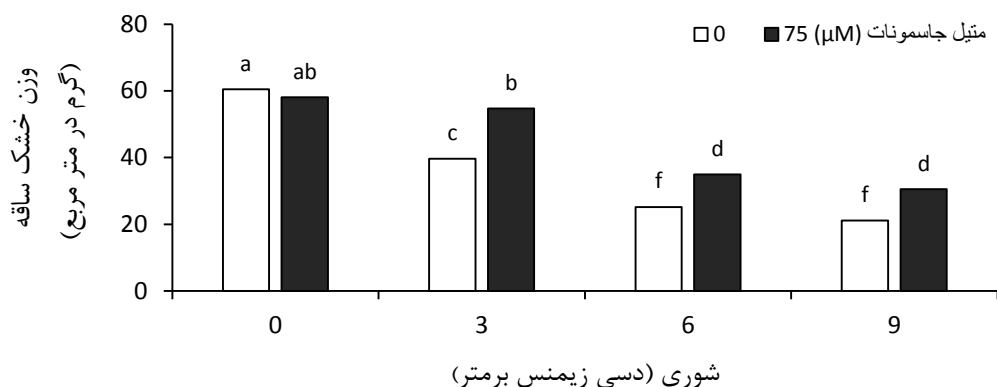 80
60
40
20
0
وزن خشک ساقه
(گرم در متر مربع)
0 75 (µM) متیل جاسمونات
a ab
c b
f d
f d
0 3 6 9
شوری (دسی زیمنس برمتر)